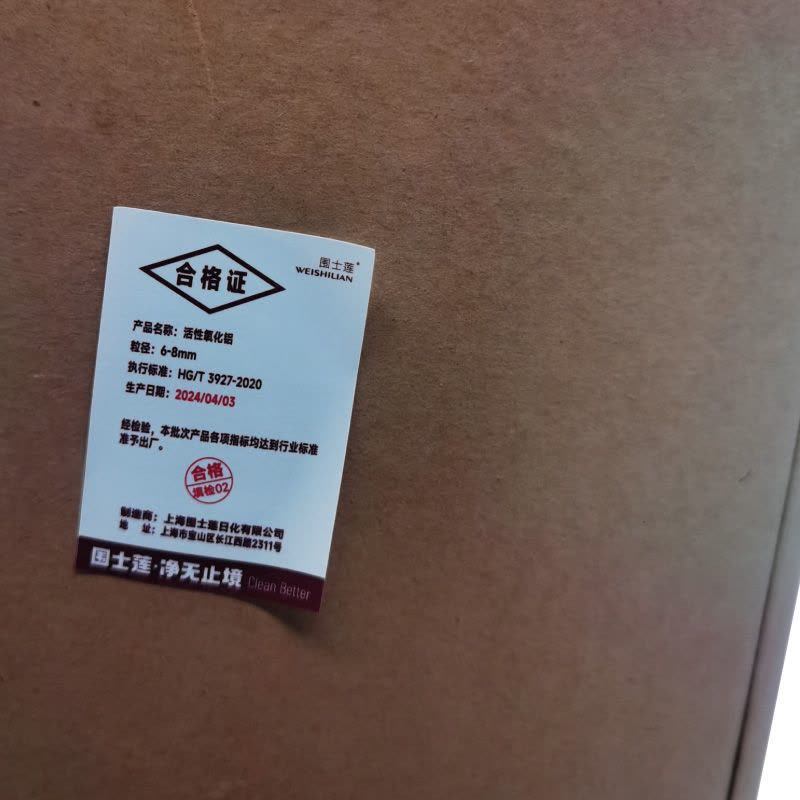 合格证
围士莲
WEISHILIAN
产品名称：活性氧化铝
粒径：6-8mm
执行标准：HG/T 3927-2020
生产日期：2024/04/03
经检验，本批次产品各项指标均达到行业标准
准予出厂。
合格
填检02
制造商：上海围士莲日化有限公司
地 址：上海市宝山区长江西路2311号
围士莲·净无止境 Clean Better